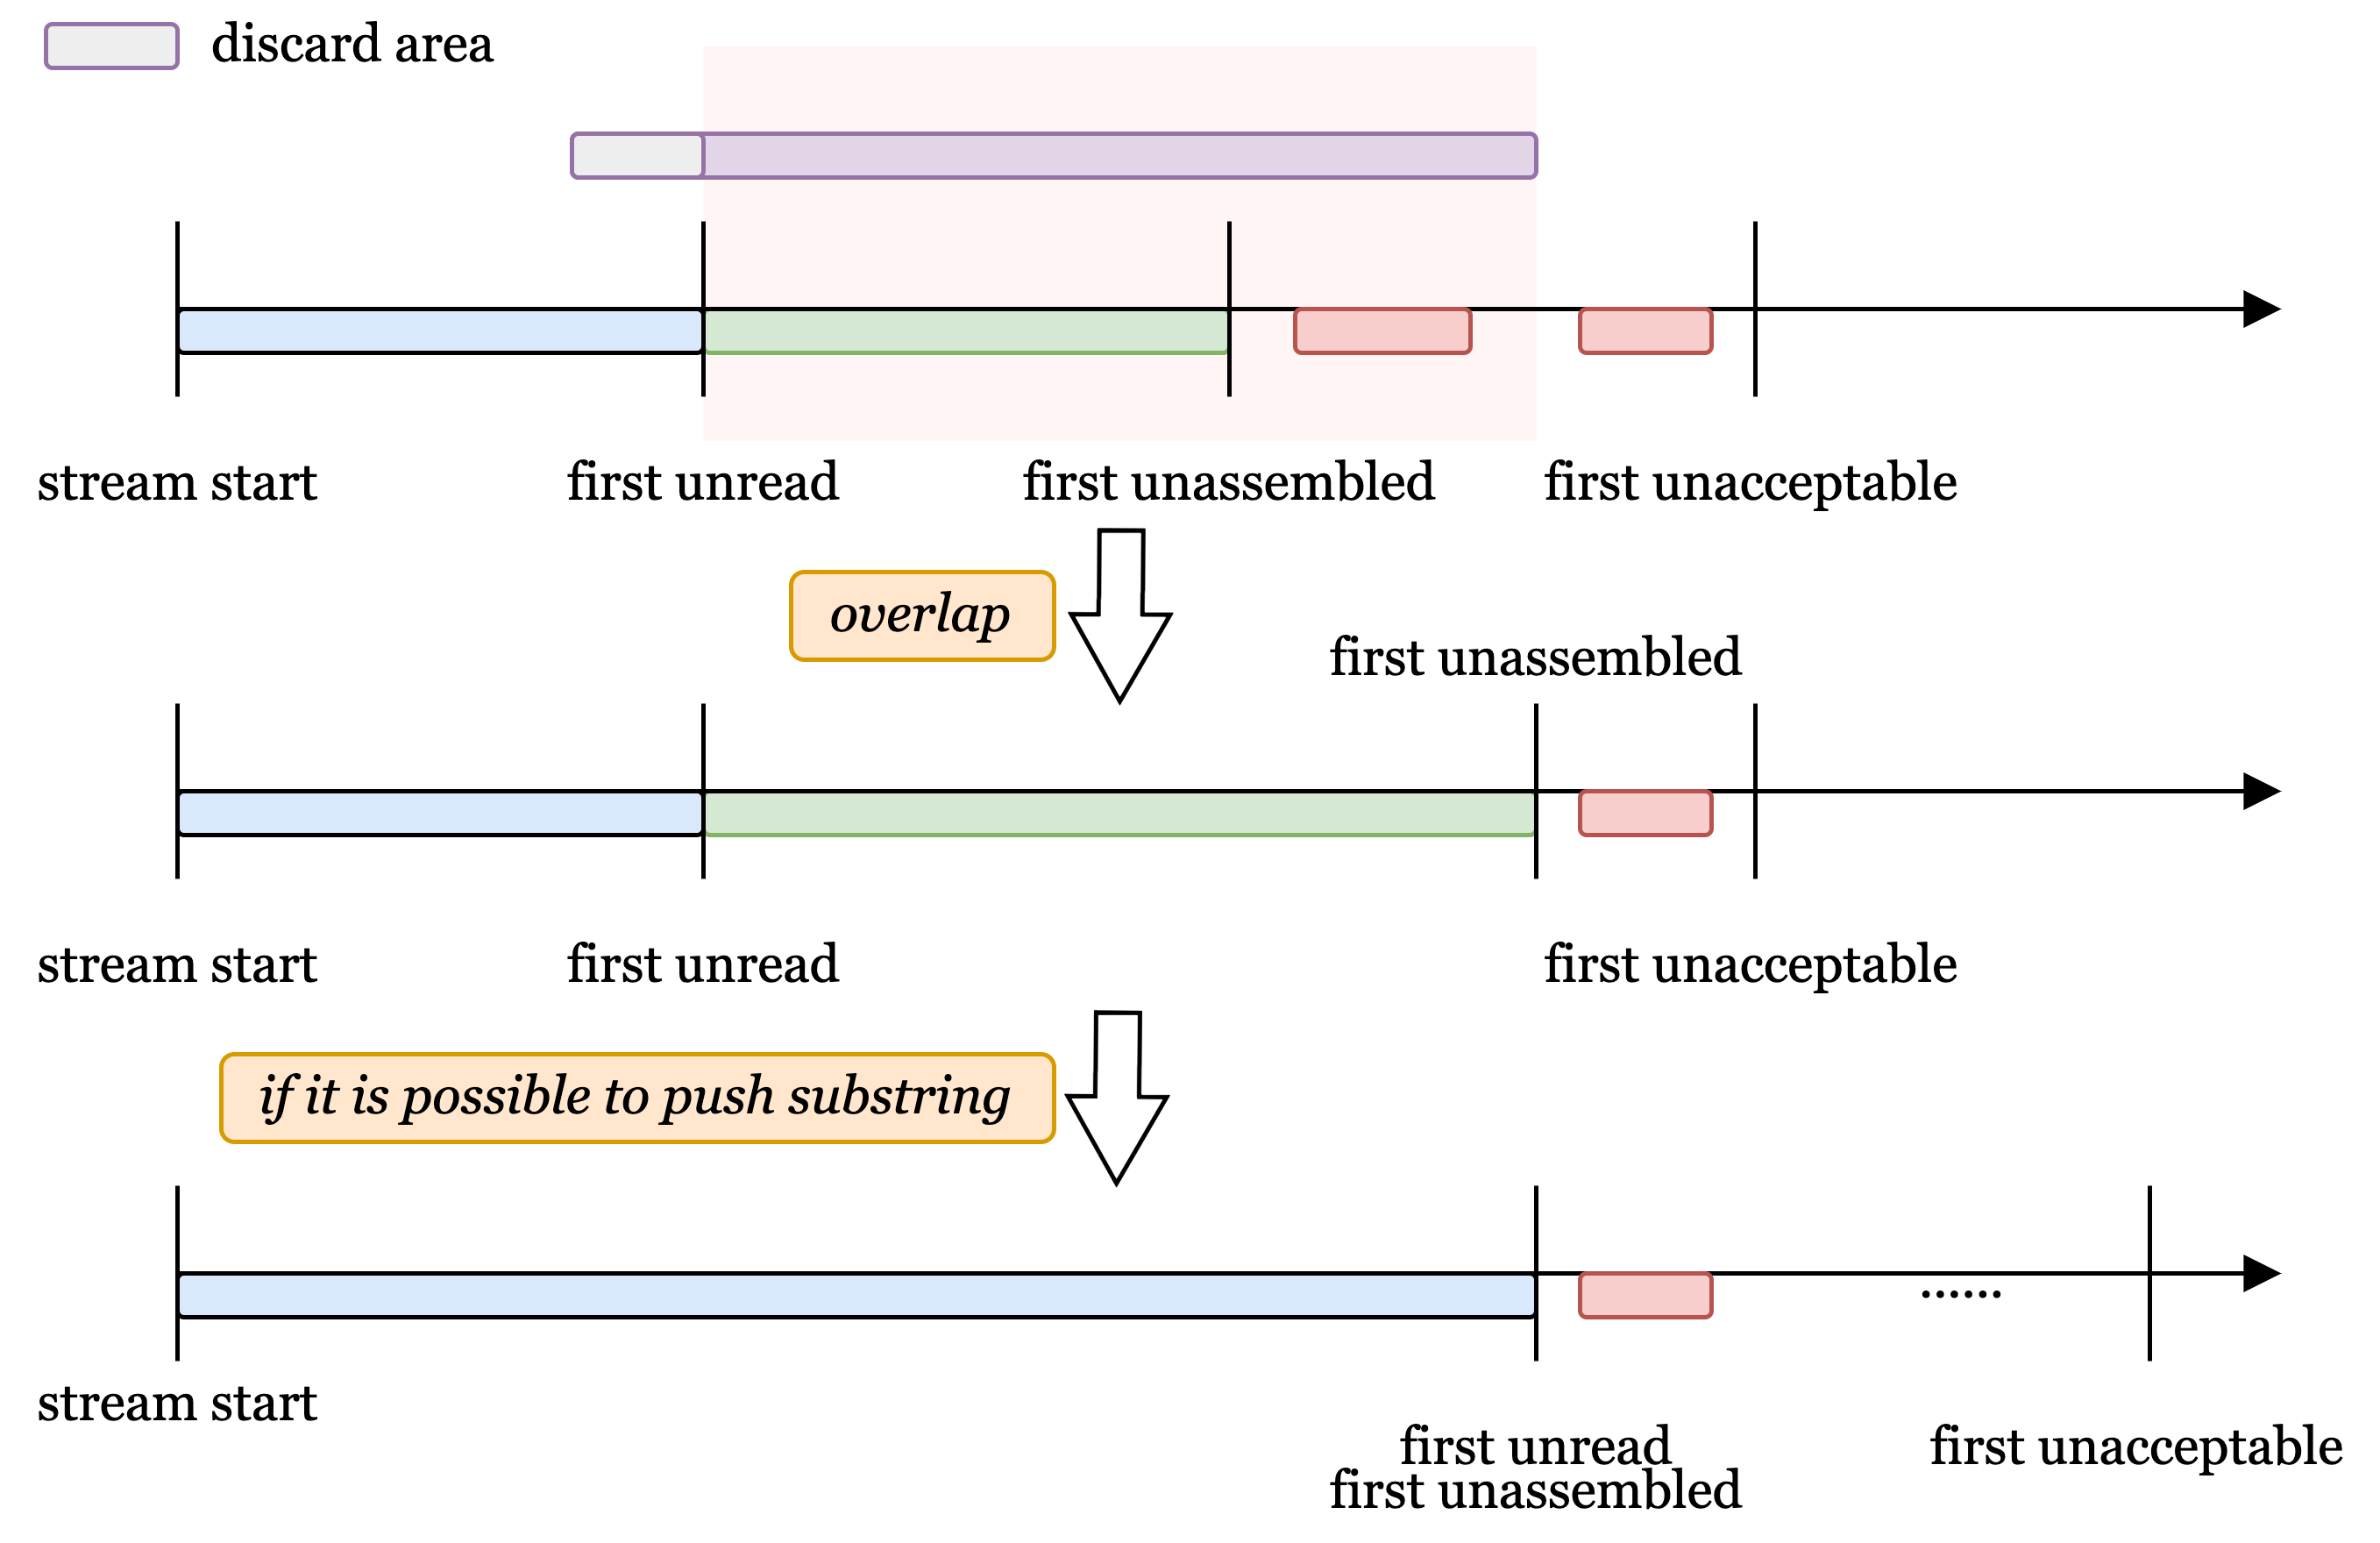 discard area
stream start
first unread
first unassembled
first unacceptable
overlap
first unassembled
stream start
first unread
first unacceptable
if it is possible to push substring
......
stream start
first unread
first unassembled
first unacceptable